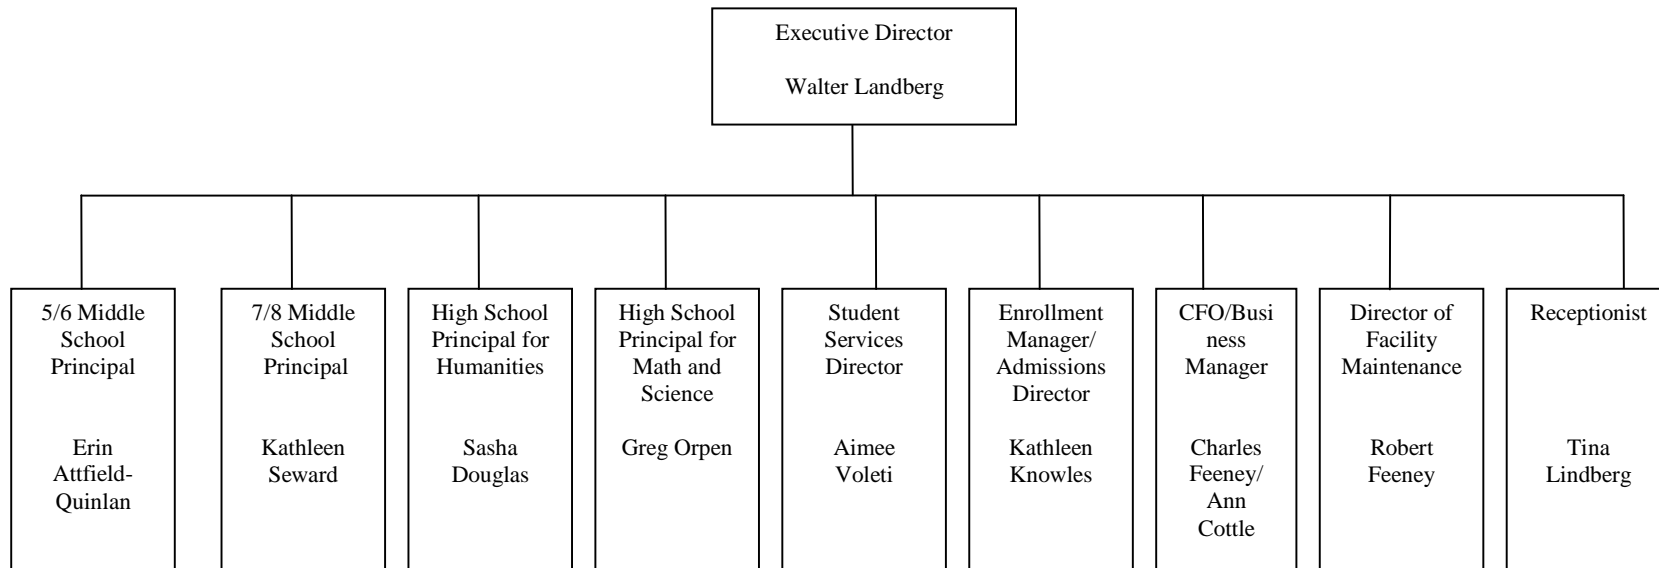 Executive Director
Walter Landberg
5/6 Middle
School
Principal
Erin
Attfield-
Quinlan
7/8 Middle
School
Principal
Kathleen
Seward
High School
Principal for
Humanities
Sasha
Douglas
High School
Principal for
Math and
Science
Greg Orpen
Student
Services
Director
Aimee
Voleti
Enrollment
Manager/
Admissions
Director
Kathleen
Knowles
CFO/Busi
ness
Manager
Charles
Feeney/
Ann
Cottle
Director of
Facility
Maintenance
Robert
Feeney
Receptionist
Tina
Lindberg